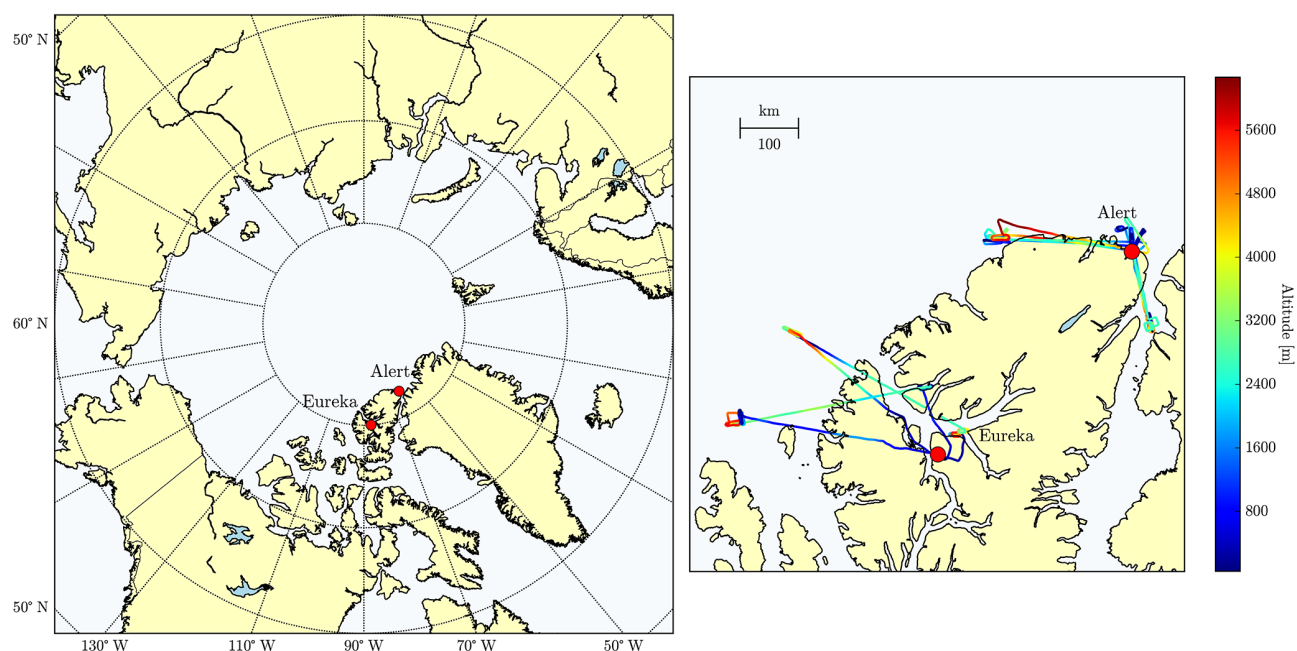 50° N
60° N
50° N
130° W
110° W
90° W
70° W
50° W
Alert
Eureka
km
100
Alert
Eureka
5600
4800
4000
3200
2400
1600
800
Altitude [m]